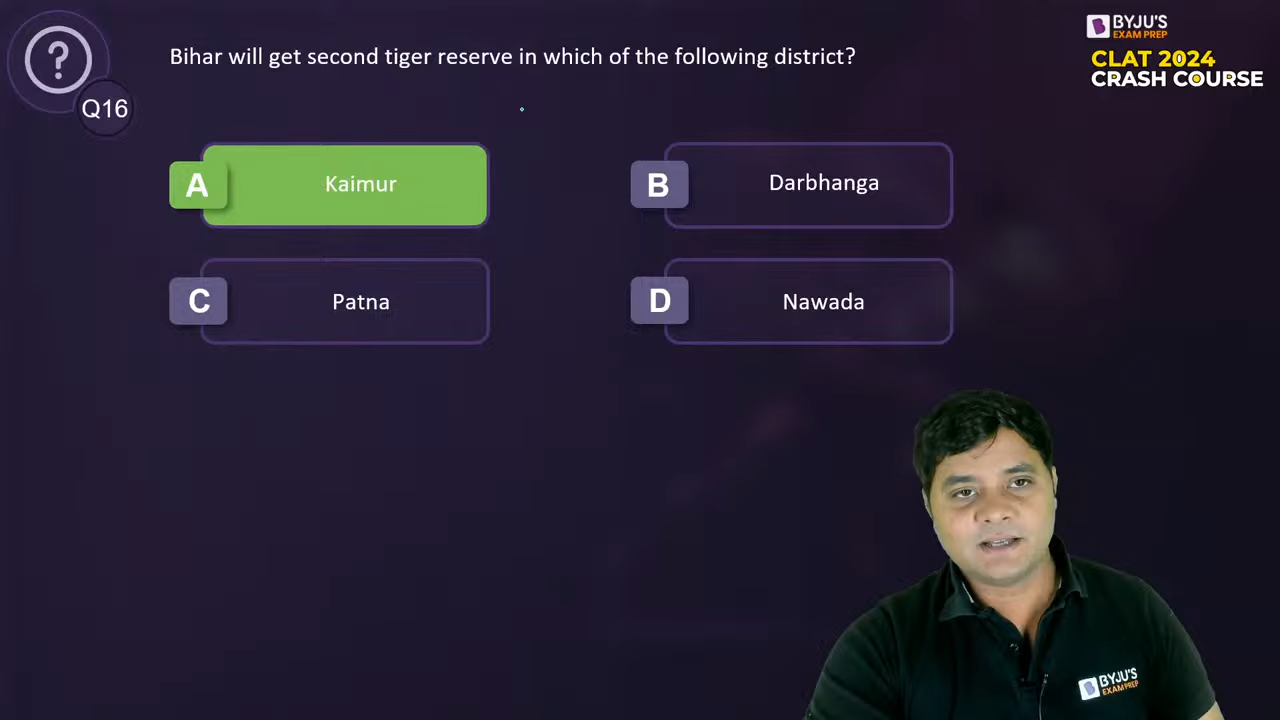 BYJU'S
EXAM PREP
CLAT 2024
CRASH COURSE
Q16
Bihar will get second tiger reserve in which of the following district?
A
Kaimur
B
Darbhanga
C
Patna
D
Nawada
BYJU'S
EXAM PREP